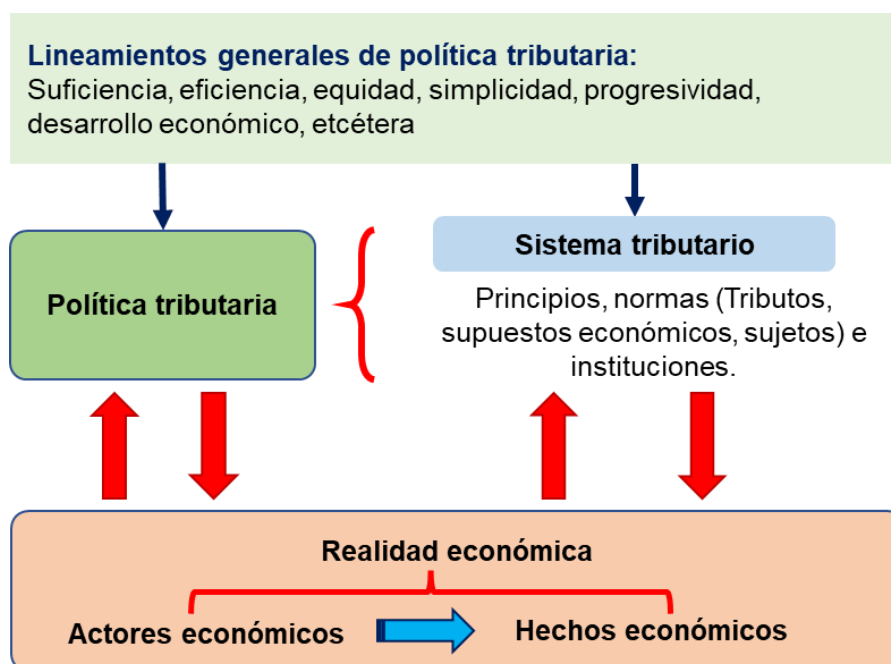 Lineamientos generales de política tributaria:
Suficiencia, eficiencia, equidad, simplicidad, progresividad,
desarrollo económico, etcétera
Política tributaria
Sistema tributario
Principios, normas (Tributos,
supuestos económicos, sujetos) e
instituciones.
Realidad económica
Actores económicos
Hechos económicos